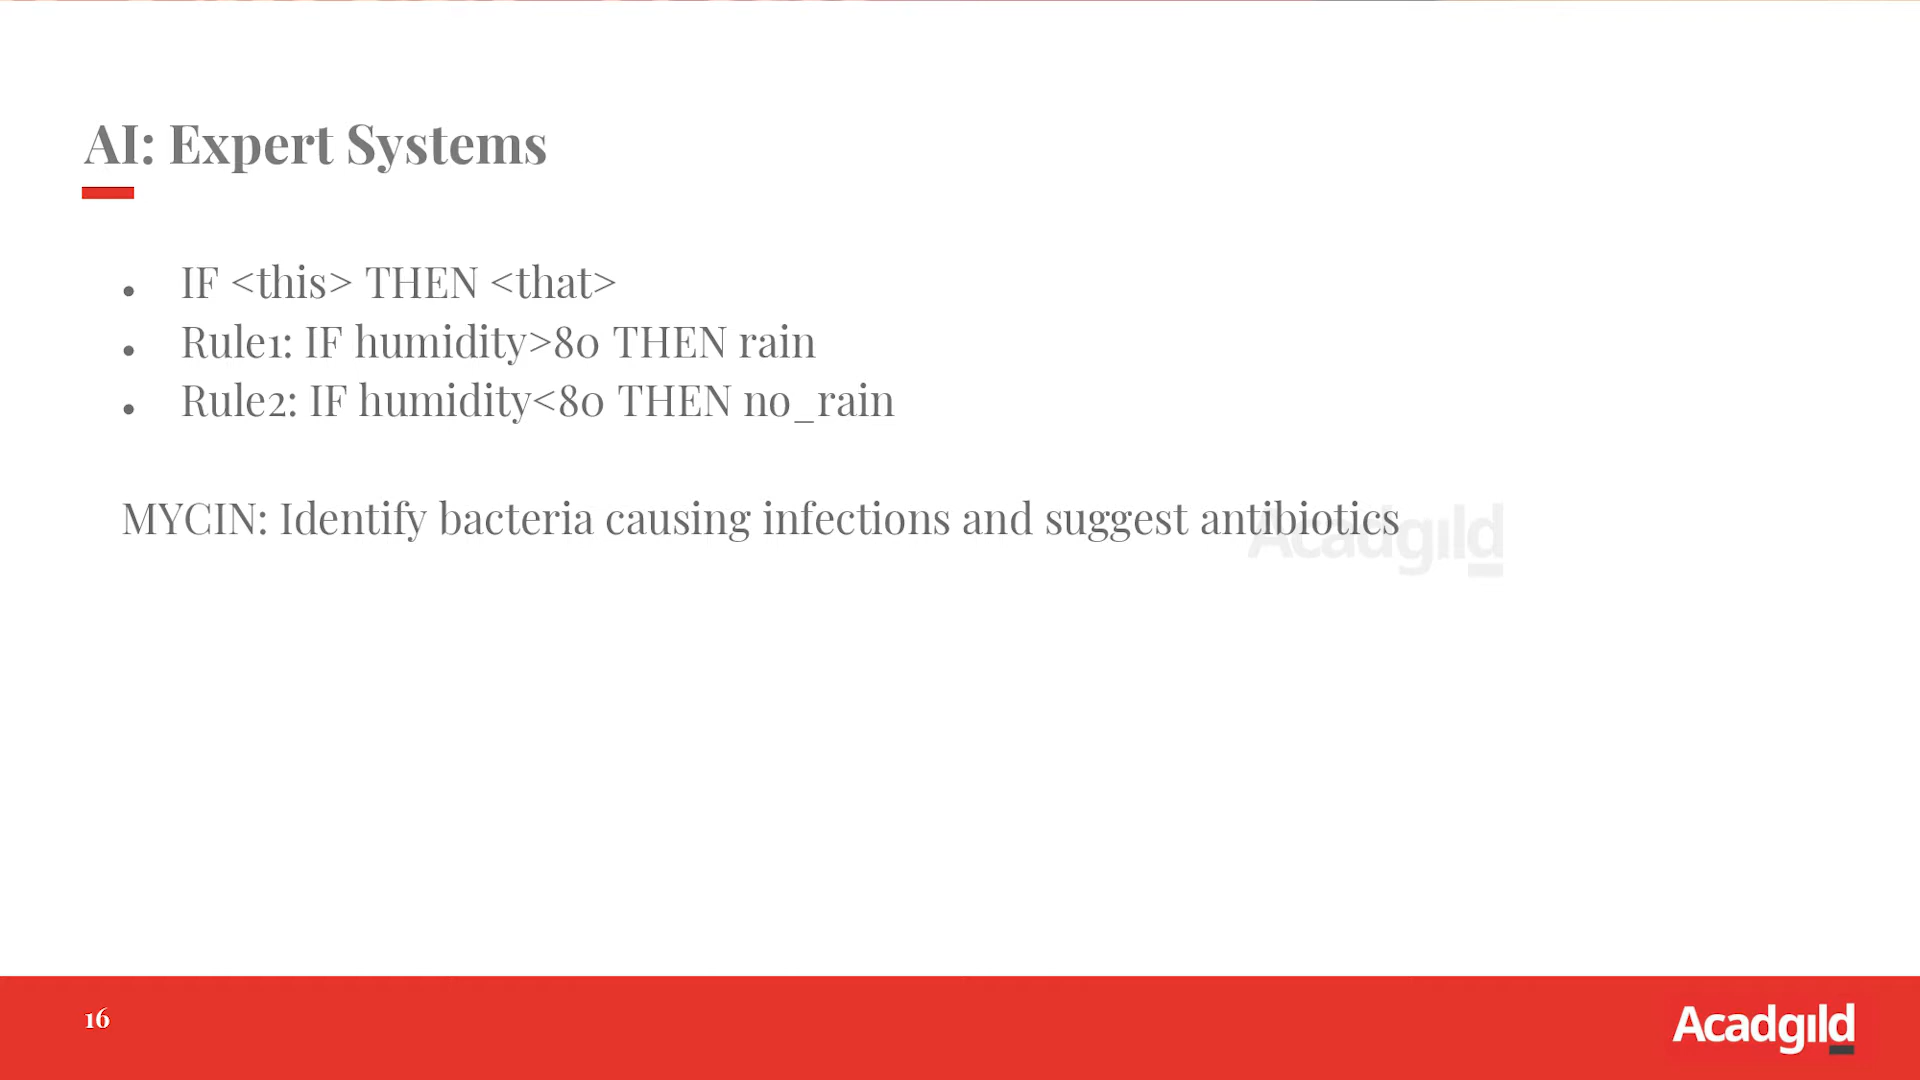 AI: Expert Systems
• IF <this> THEN <that>
• Rule1: IF humidity>80 THEN rain
• Rule2: IF humidity<80 THEN no_rain
MYCIN: Identify bacteria causing infections and suggest antibiotics
Acadgild
16
Acadgild